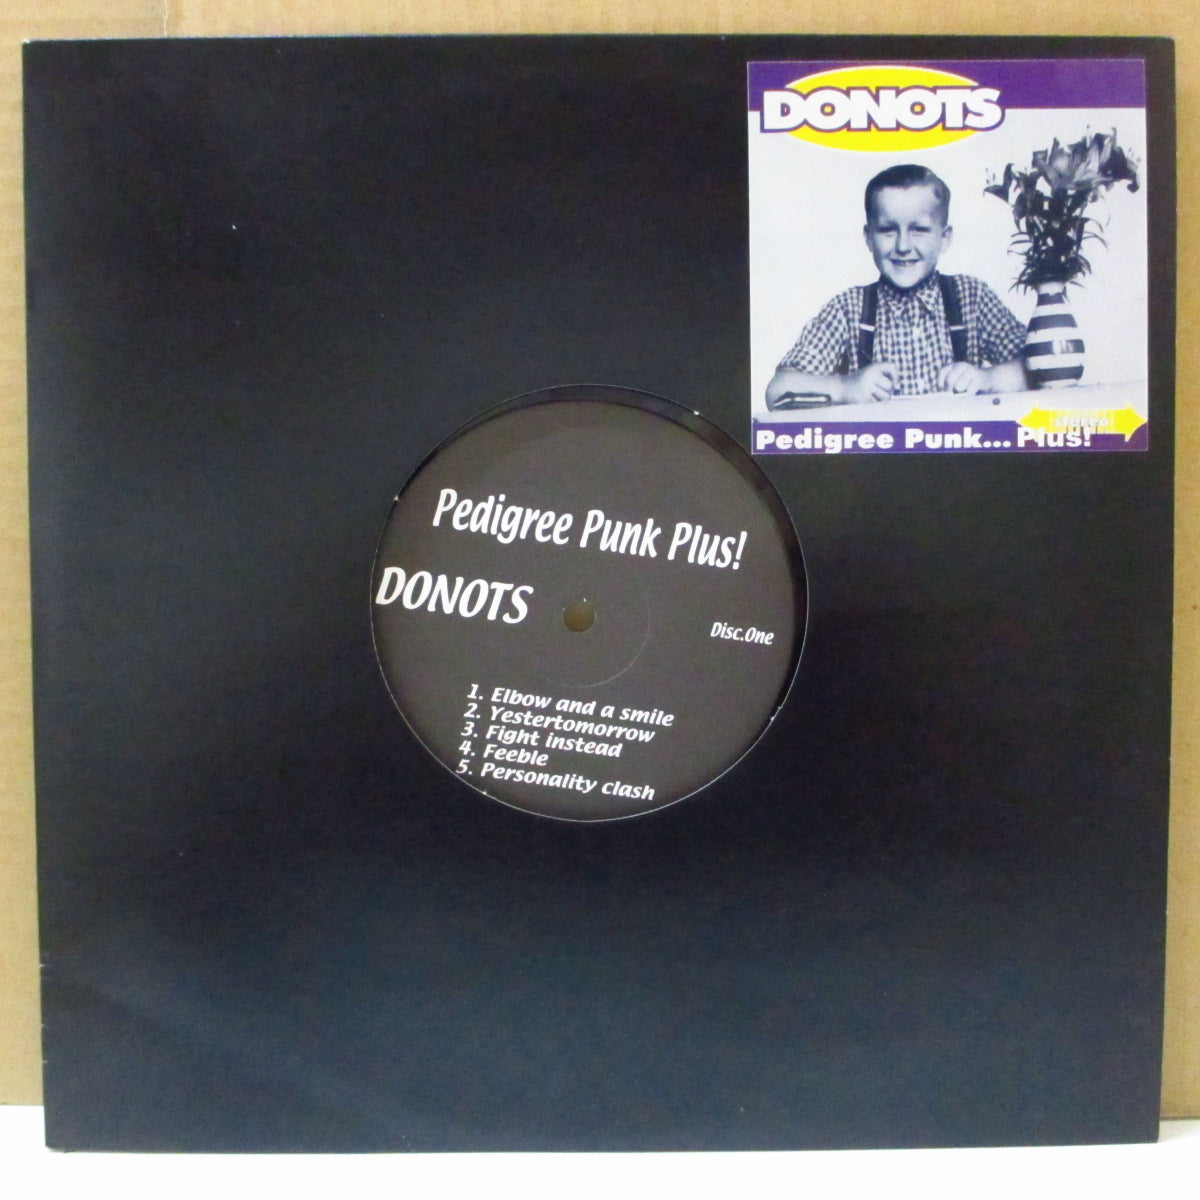 DONOTS
stereo
Pedigree Punk... Plus!
Pedigree Punk Plus!
DONOTS
Disc.One
1. Elbow and a smile
2. Yestertomorrow
3. Fight instead
4. Feeble
5. Personality clash